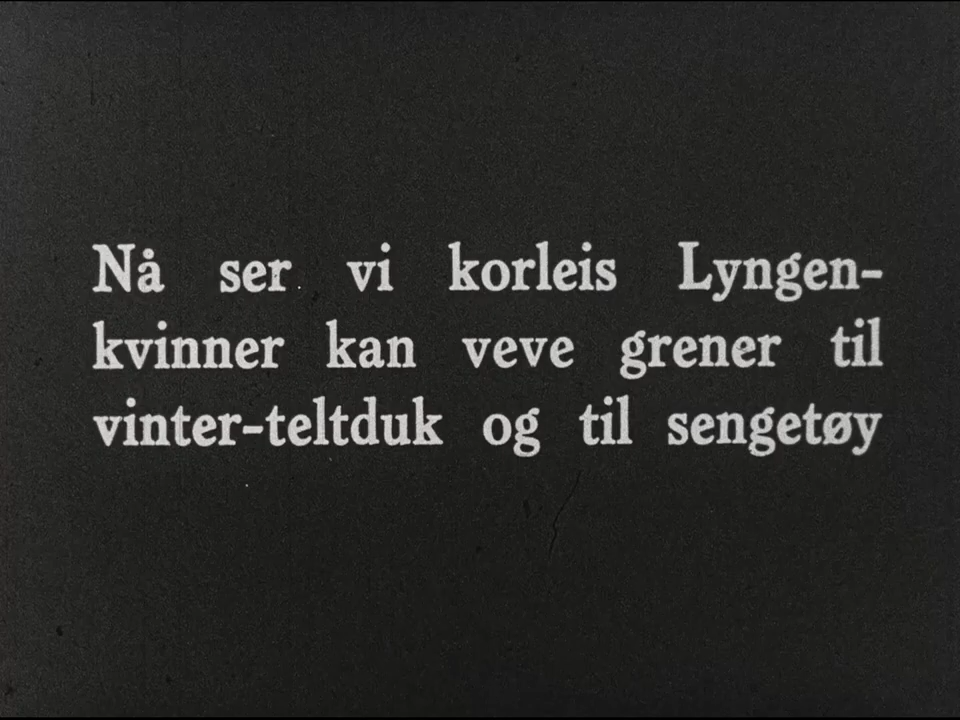 Nå ser vi korleis Lyngen-
kvinner kan veve grener til
vinter-teltduk og til sengetøy